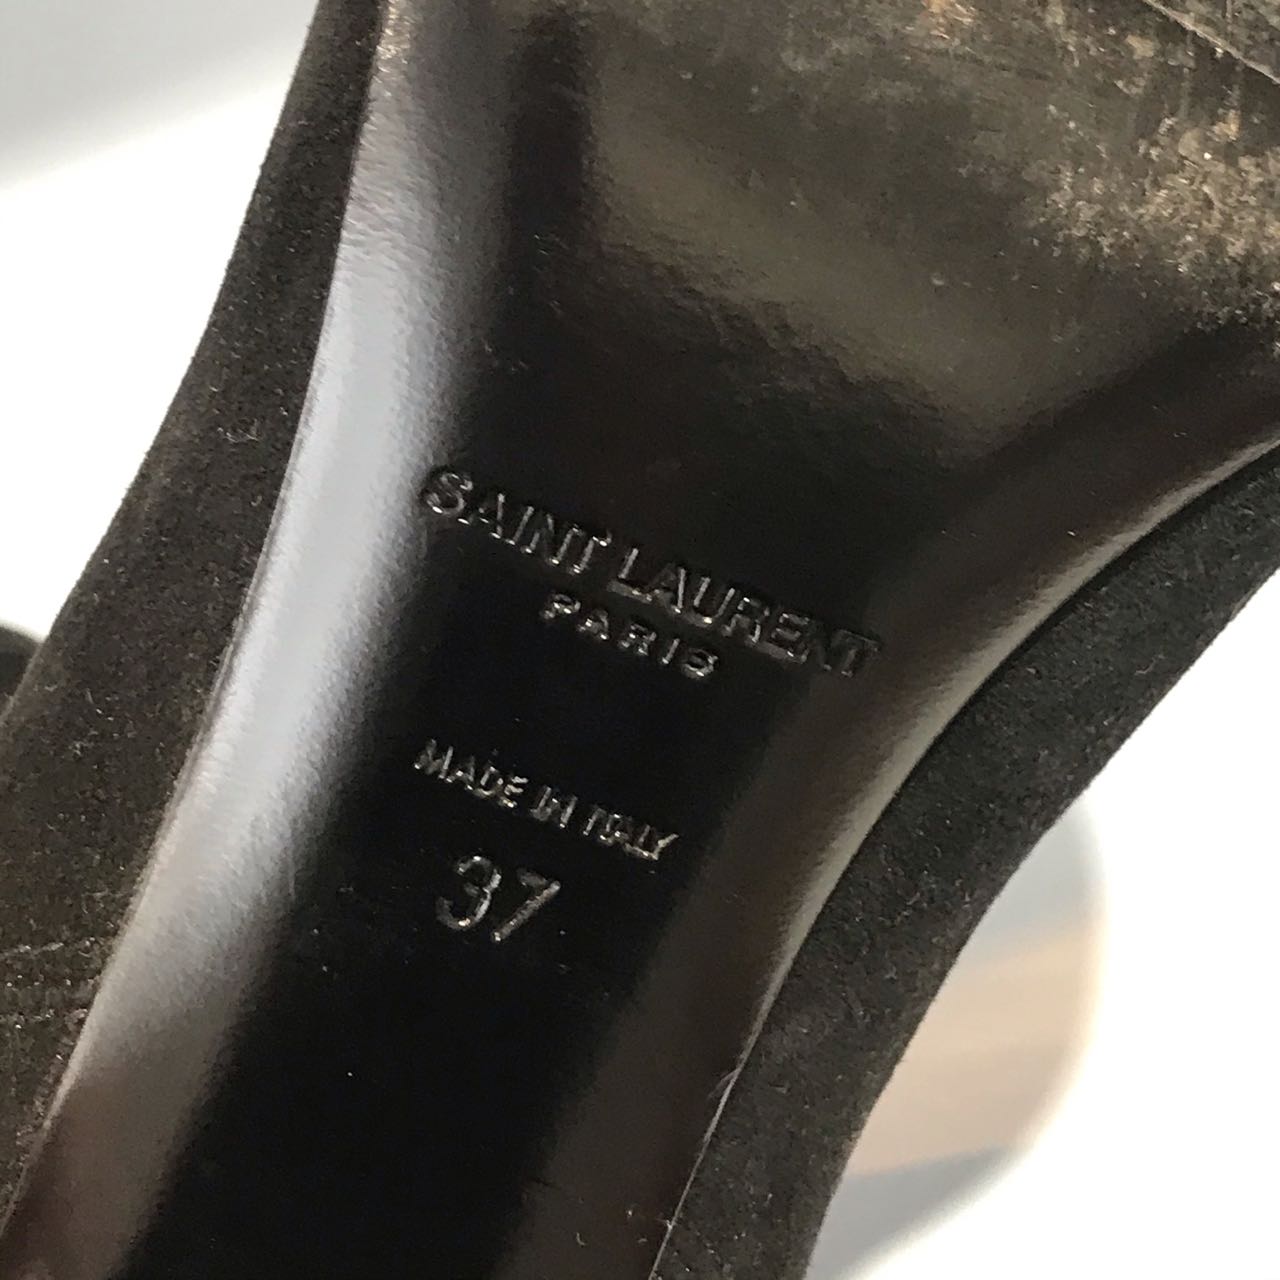 SAINT LAURENT
PARIS
MADE IN ITALY
37